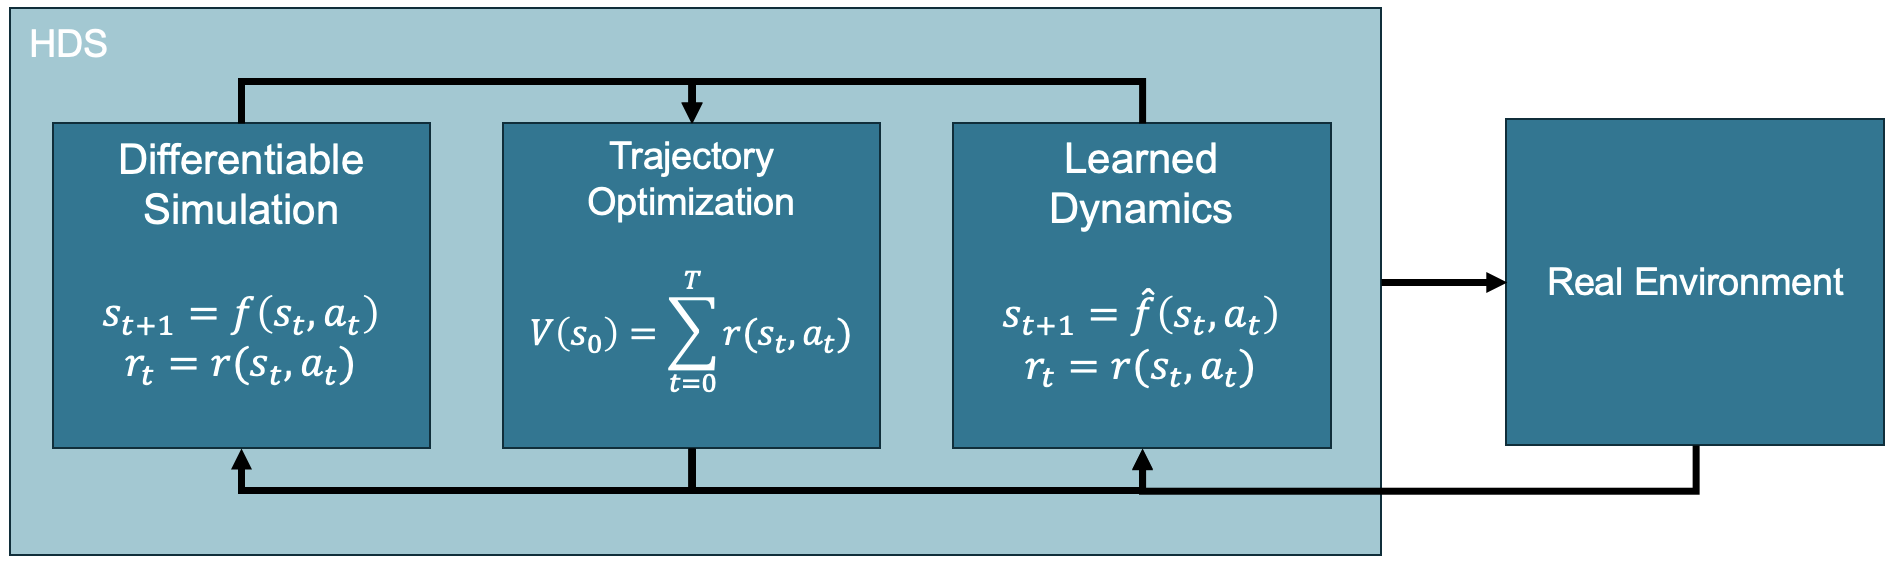 HDS
Differentiable
Simulation
$s_{t+1} = f(s_t, a_t)$
$r_t = r(s_t, a_t)$
Trajectory
Optimization
$V(s_0) = \sum_{t=0}^{T} r(s_t, a_t)$
Learned
Dynamics
$s_{t+1} = \hat{f}(s_t, a_t)$
$r_t = r(s_t, a_t)$
Real Environment